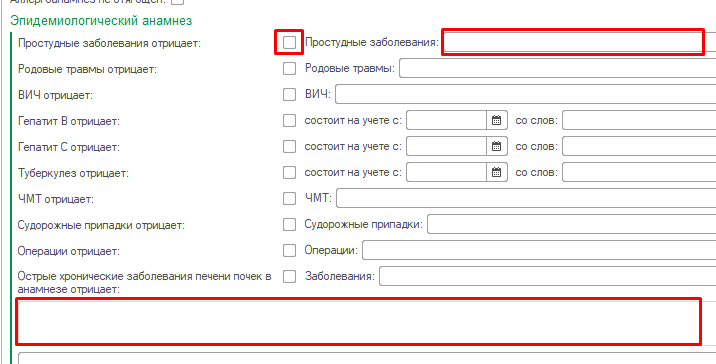 Аллергоанамнез не отягощен:
Эпидемиологический анамнез
Простудные заболевания отрицает: Простудные заболевания:
Родовые травмы отрицает: Родовые травмы:
ВИЧ отрицает: ВИЧ:
Гепатит В отрицает: состоит на учете с: со слов:
Гепатит С отрицает: состоит на учете с: со слов:
Туберкулез отрицает: состоит на учете с: со слов:
ЧМТ отрицает: ЧМТ:
Судорожные припадки отрицает: Судорожные припадки:
Операции отрицает: Операции:
Острые хронические заболевания печени почек в Заболевания:
анамнезе отрицает: